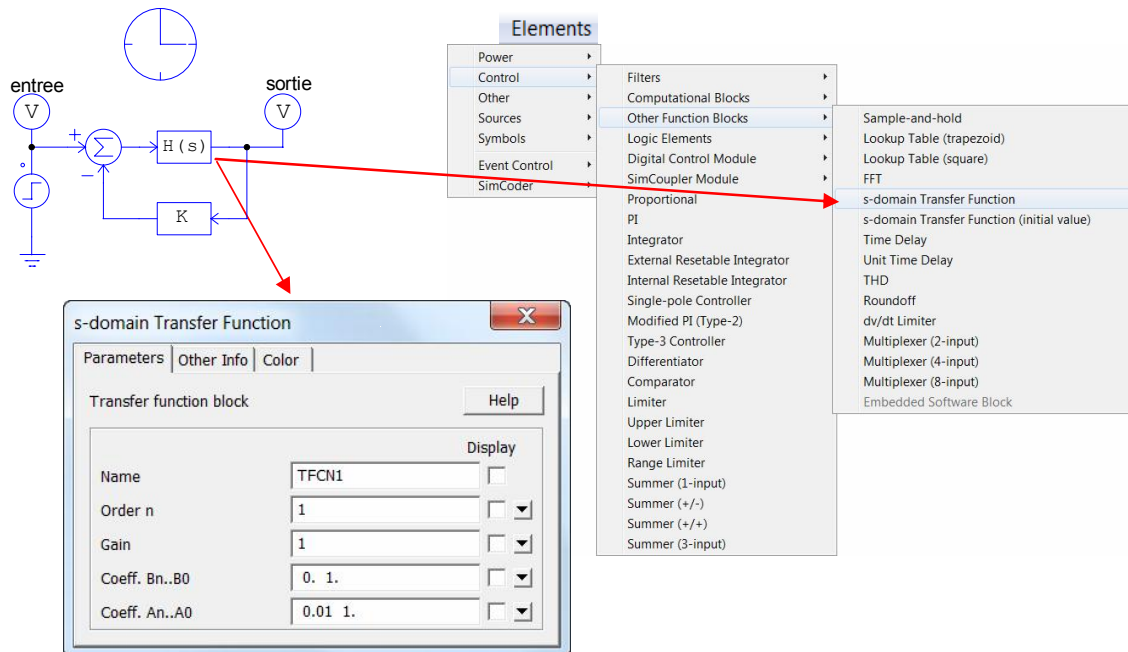 entree
sortie
V
V
+
H(s)
−
K
Elements
Power
Control
Other
Sources
Symbols
Event Control
SimCoder
Filters
Computational Blocks
Other Function Blocks
Logic Elements
Digital Control Module
SimCoupler Module
Proportional
PI
Integrator
External Resetable Integrator
Internal Resetable Integrator
Single-pole Controller
Modified PI (Type-2)
Type-3 Controller
Differentiator
Comparator
Limiter
Upper Limiter
Lower Limiter
Range Limiter
Summer (1-input)
Summer (+/-)
Summer (+/+)
Summer (3-input)
Sample-and-hold
Lookup Table (trapezoid)
Lookup Table (square)
FFT
s-domain Transfer Function
s-domain Transfer Function (initial value)
Time Delay
Unit Time Delay
THD
Roundoff
dv/dt Limiter
Multiplexer (2-input)
Multiplexer (4-input)
Multiplexer (8-input)
Embedded Software Block
s-domain Transfer Function
Parameters Other Info Color
Transfer function block Help
Display
Name TFCN1
Order n 1
Gain 1
Coeff. Bn..B0 0. 1.
Coeff. An..A0 0.01 1.